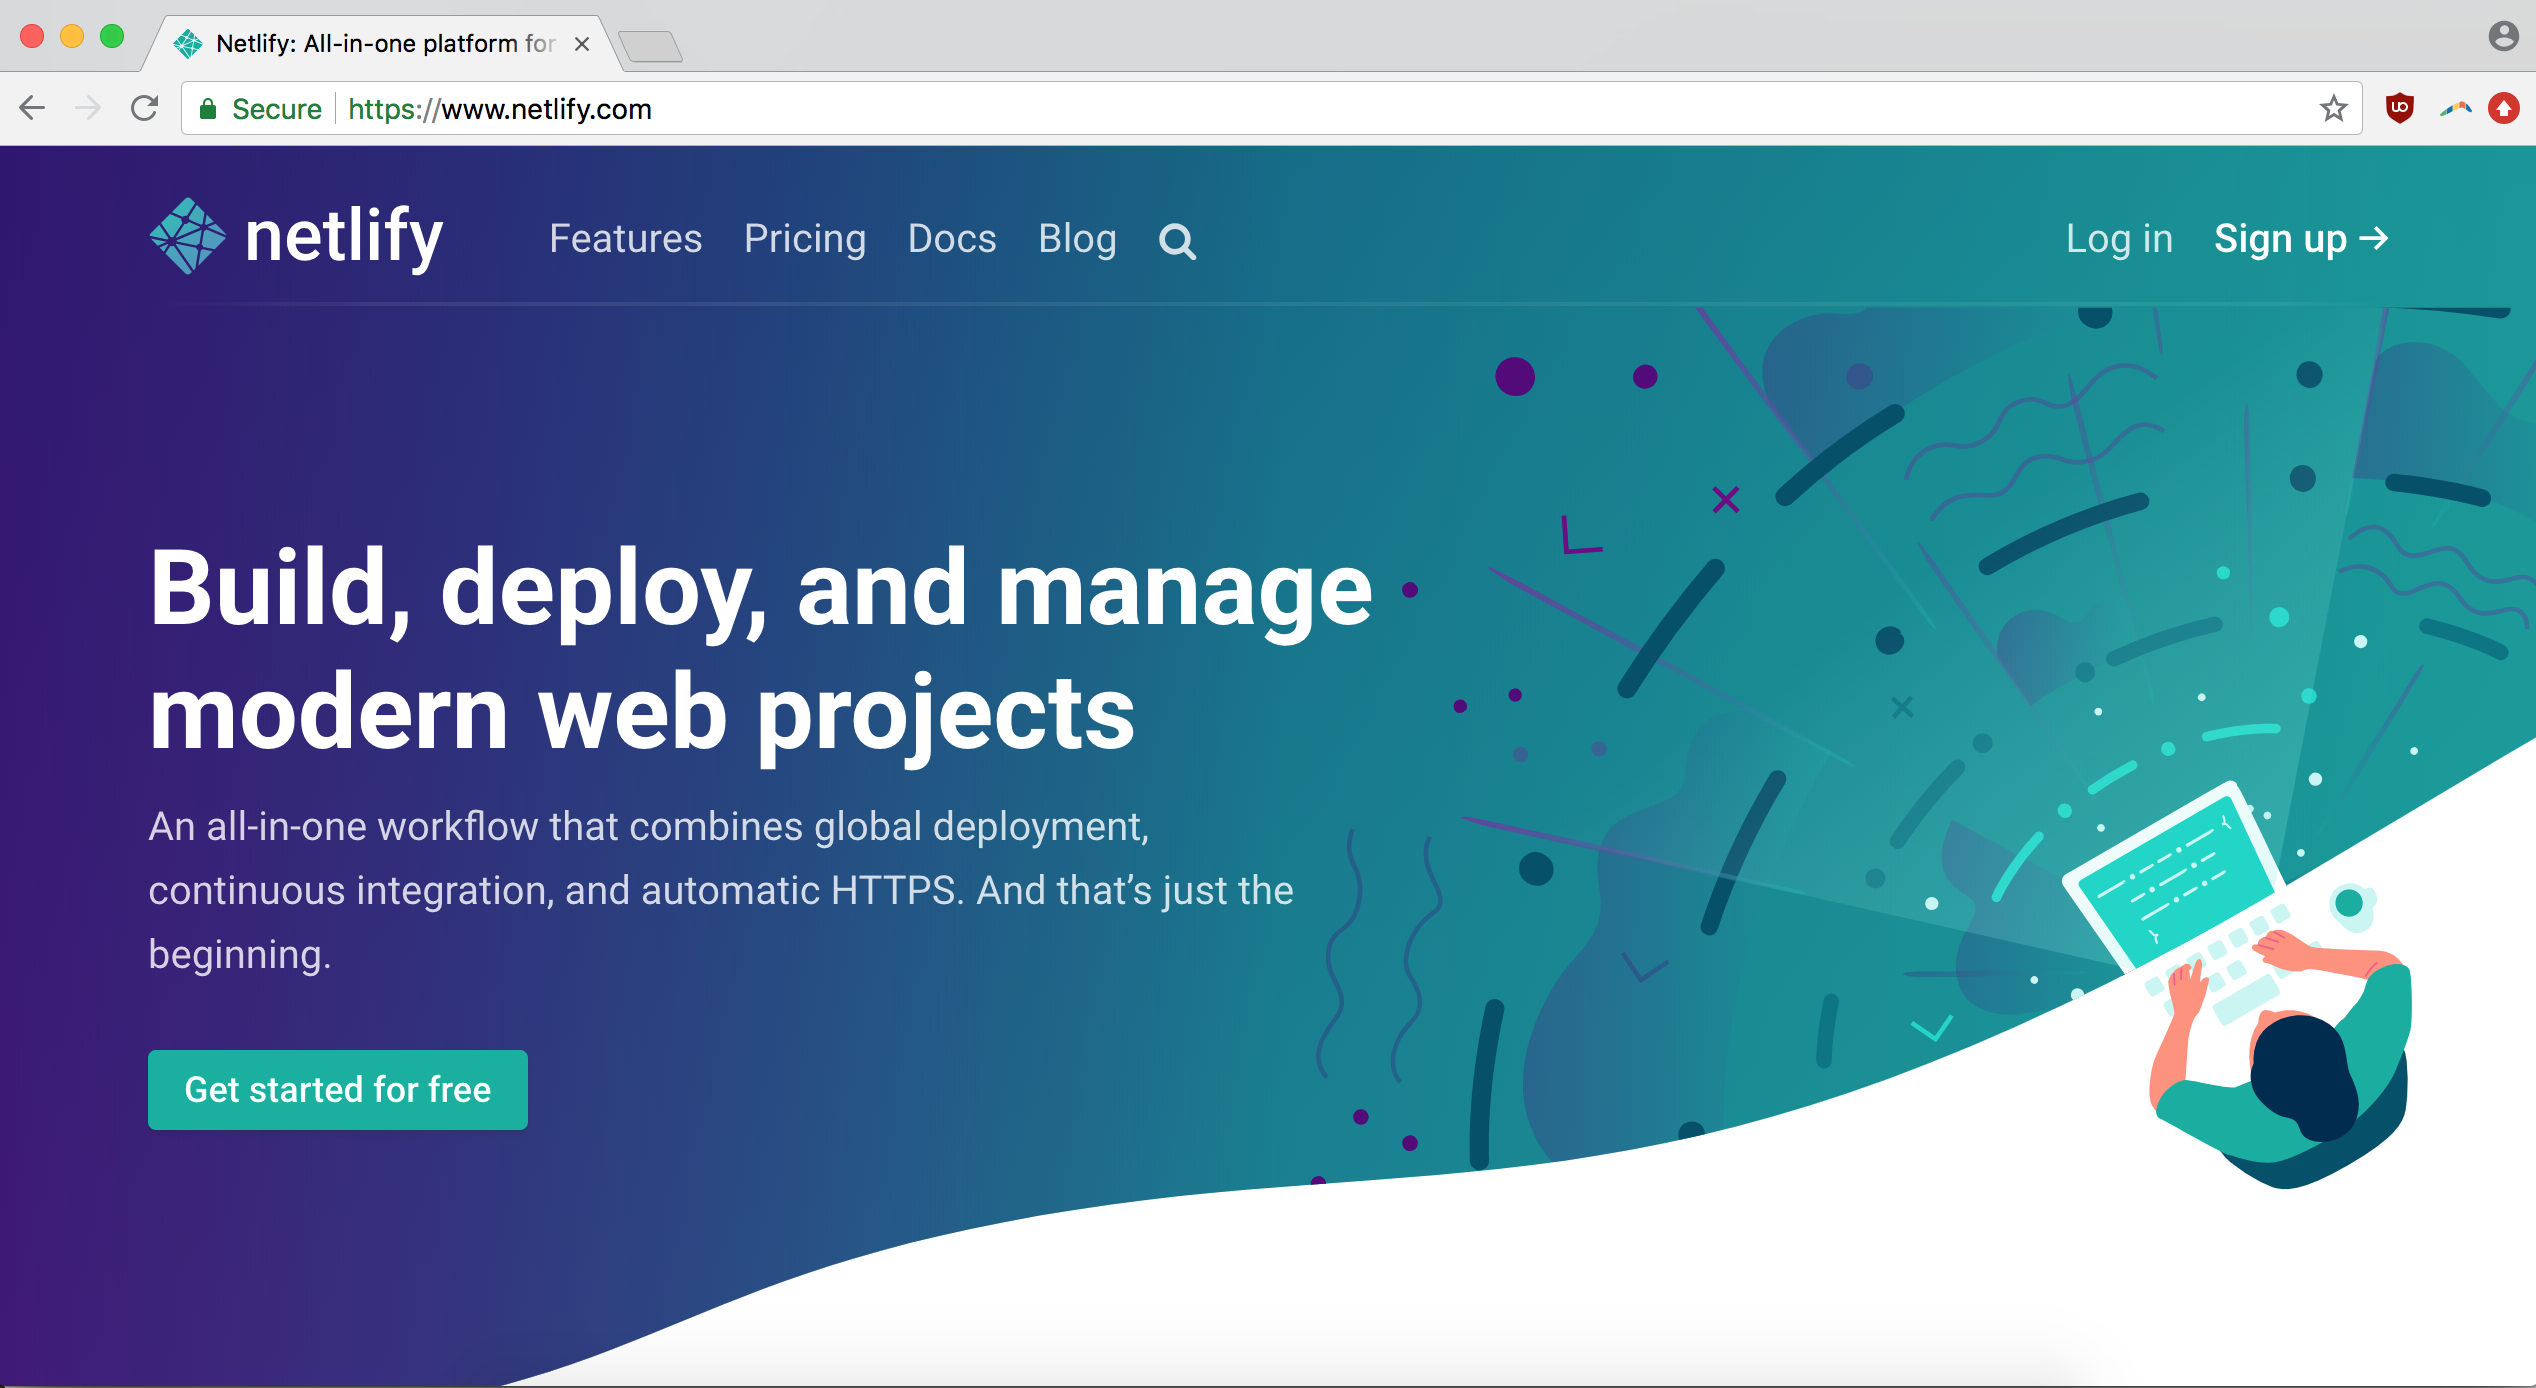 Netlify: All-in-one platform for
Secure https://www.netlify.com
netlify Features Pricing Docs Blog Log in Sign up →
Build, deploy, and manage
modern web projects
An all-in-one workflow that combines global deployment,
continuous integration, and automatic HTTPS. And that’s just the
beginning.
Get started for free